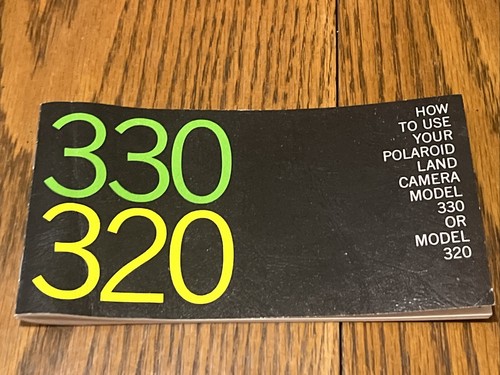 330
320
HOW
TO USE
YOUR
POLAROID
LAND
CAMERA
MODEL
330
OR
MODEL
320